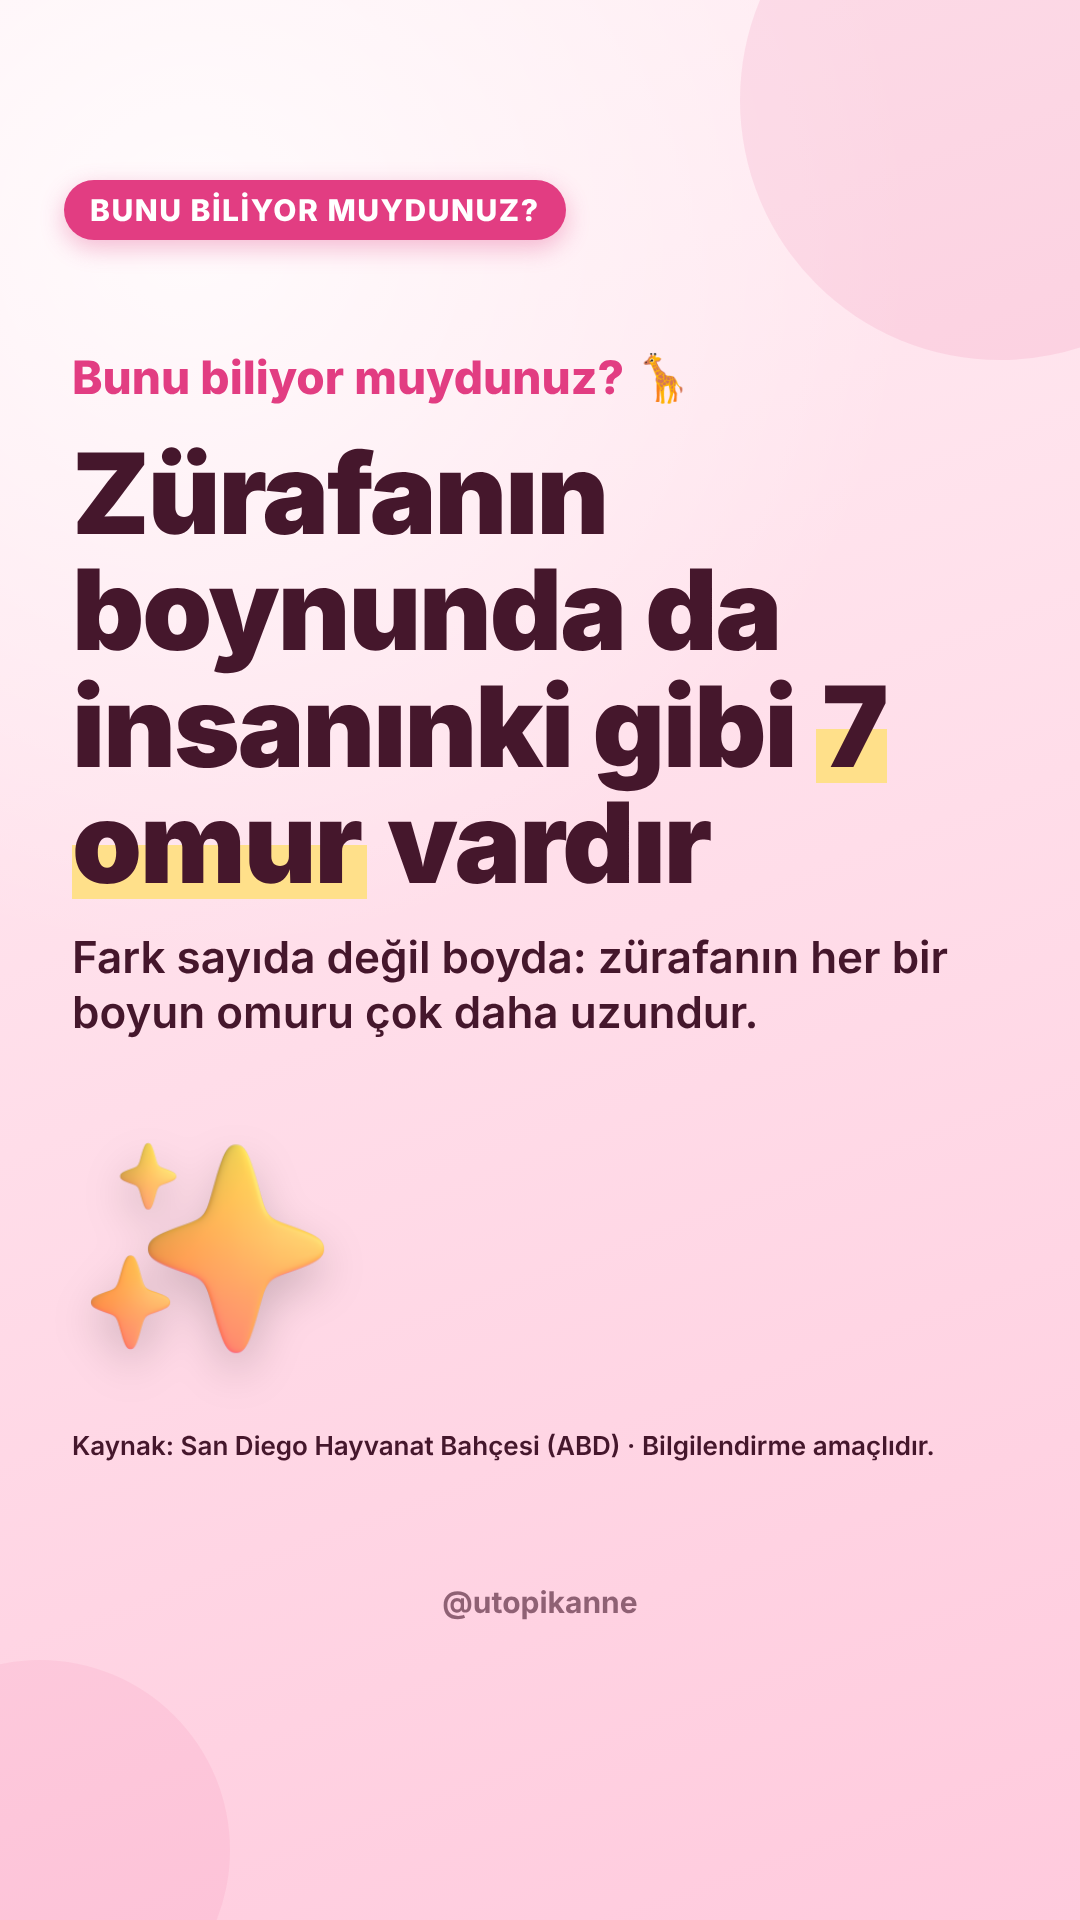 BUNU BİLİYOR MUYDUNUZ?
Bunu biliyor muydunuz? 🦒
Zürafanın
boynunda da
insanınki gibi 7
omur vardır
Fark sayıda değil boyda: zürafanın her bir
boyun omuru çok daha uzundur.
Kaynak: San Diego Hayvanat Bahçesi (ABD) · Bilgilendirme amaçlıdır.
@utopikanne